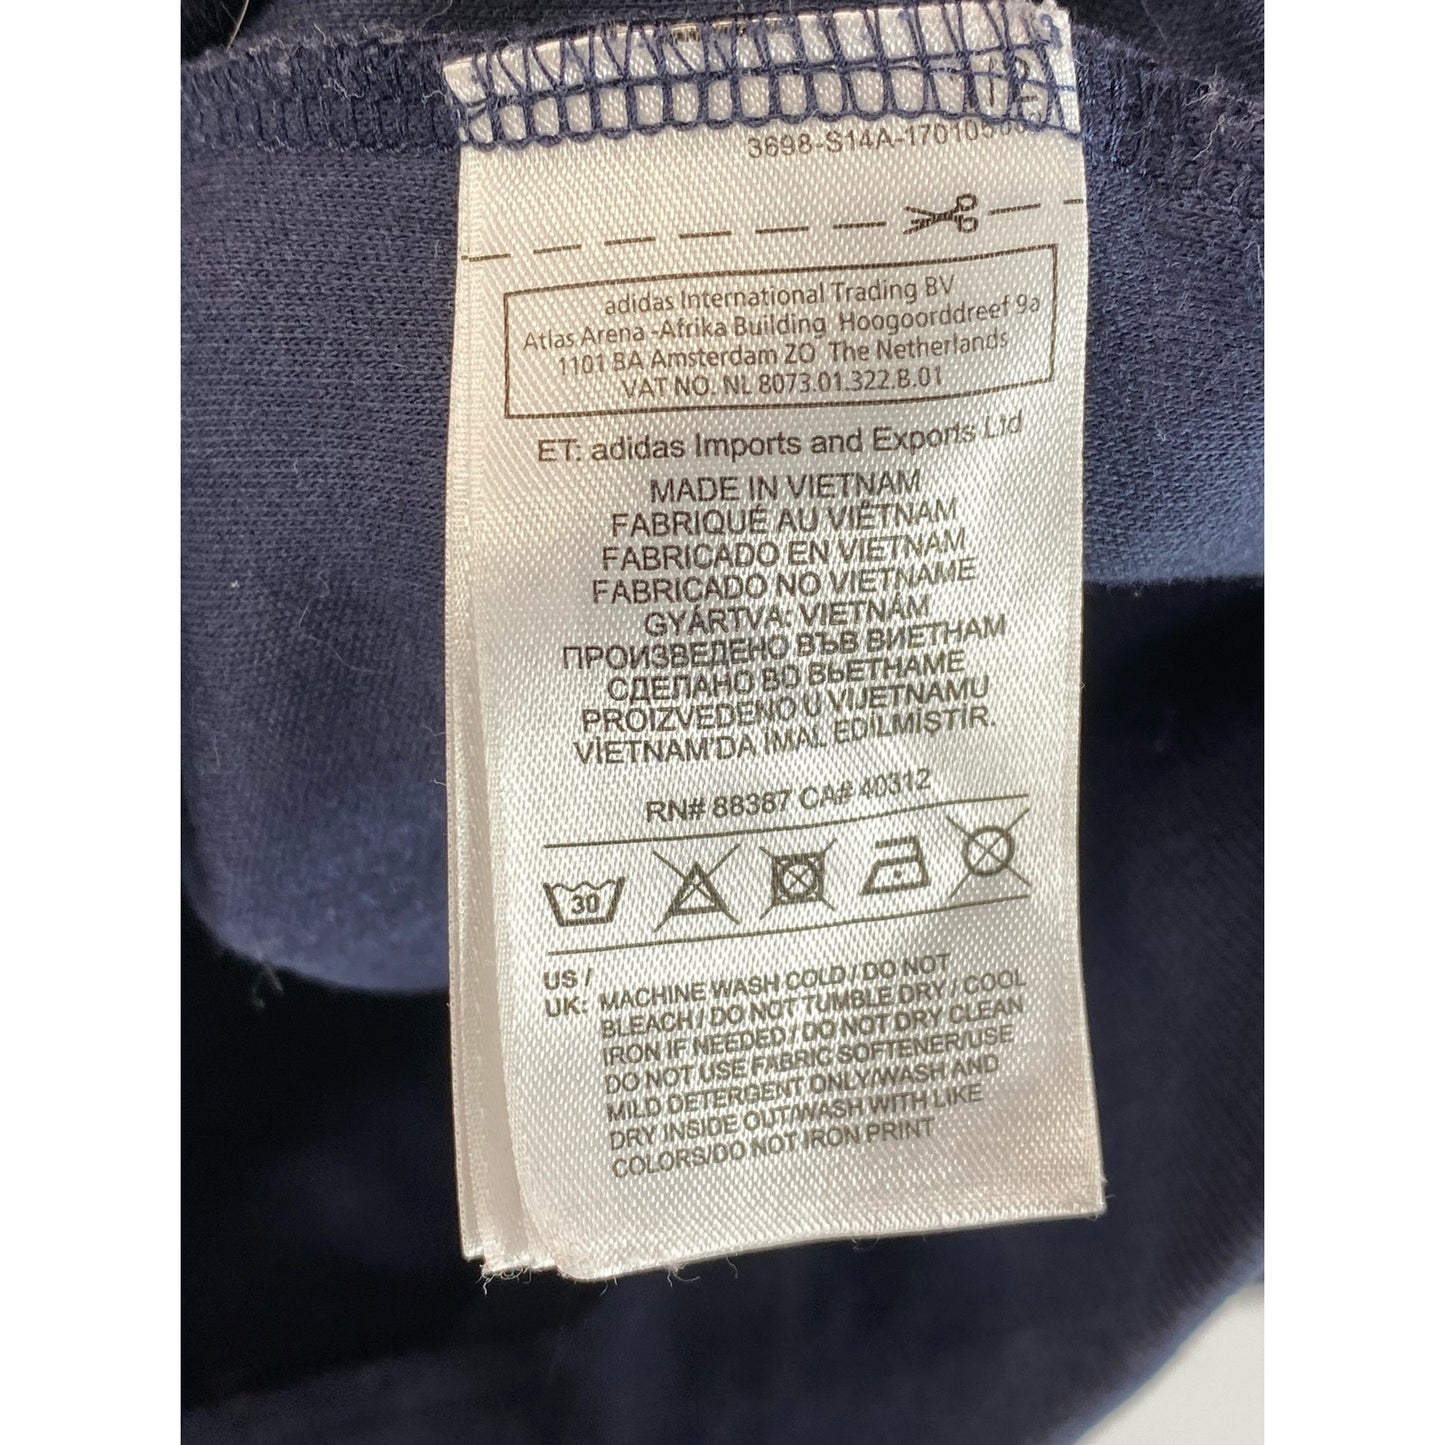 adidas International Trading BV
Atlas Arena -Afrika Building Hoogoorddreef 9a
1101 BA Amsterdam ZO The Netherlands
VAT NO. NL 8073.01.322.B.01
ET: adidas Imports and Exports Ltd
MADE IN VIETNAM
FABRIQUÉ AU VIÊTNAM
FABRICADO EN VIETNAM
FABRICADO NO VIETNAME
GYÁRTVA: VIETNÁM
ПРОИЗВЕДЕНО ВЪВ ВИЕТНАМ
СДЕЛАНО ВО ВЬЕТНАМЕ
PROIZVEDENO U VIJETNAMU
VİETNAM'DA İMAL EDİLMİŞTİR.
RN# 88387 CA# 40312
30
US /
UK: MACHINE WASH COLD / DO NOT
BLEACH / DO NOT TUMBLE DRY / COOL
IRON IF NEEDED / DO NOT DRY CLEAN
DO NOT USE FABRIC SOFTENER/USE
MILD DETERGENT ONLY/WASH AND
DRY INSIDE OUT/WASH WITH LIKE
COLORS/DO NOT IRON PRINT